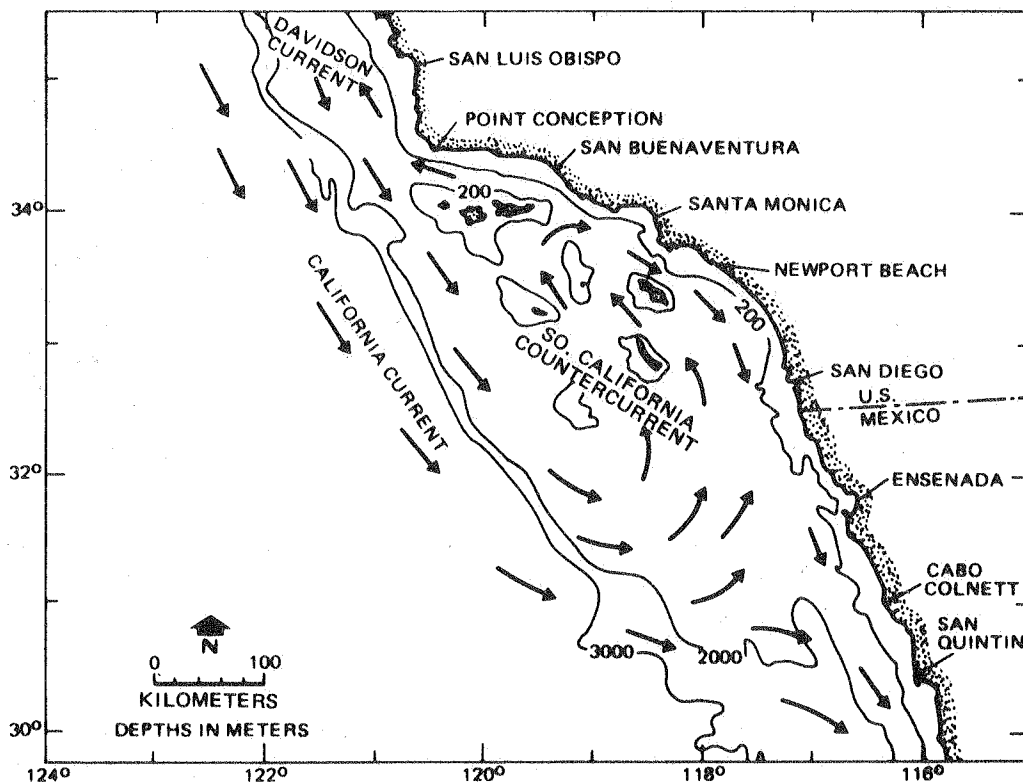 DAVIDSON
CURRENT
SAN LUIS OBISPO
POINT CONCEPTION
SAN BUENAVENTURA
200
34°
SANTA MONICA
NEWPORT BEACH
CALIFORNIA CURRENT
200
SO. CALIFORNIA
COUNTERCURRENT
SAN DIEGO
U.S.
MEXICO
32°
ENSENADA
CABO
COLNETT
SAN
QUINTIN
N
0 100
KILOMETERS
DEPTHS IN METERS
3000
2000
30°
124° 122° 120° 118° 116°